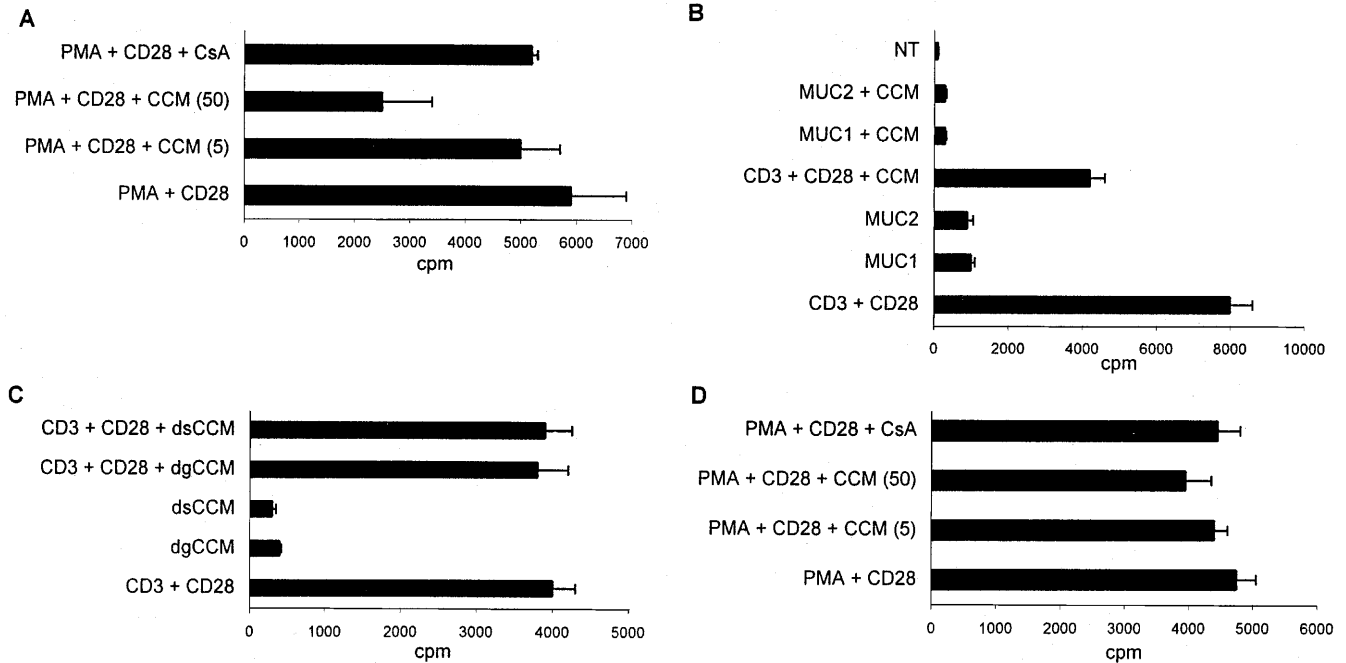 A
PMA + CD28 + CsA
PMA + CD28 + CCM (50)
PMA + CD28 + CCM (5)
PMA + CD28
0 1000 2000 3000 4000 5000 6000 7000
cpm
B
NT
MUC2 + CCM
MUC1 + CCM
CD3 + CD28 + CCM
MUC2
MUC1
CD3 + CD28
0 2000 4000 6000 8000 10000
cpm
C
CD3 + CD28 + dsCCM
CD3 + CD28 + dgCCM
dsCCM
dgCCM
CD3 + CD28
0 1000 2000 3000 4000 5000
cpm
D
PMA + CD28 + CsA
PMA + CD28 + CCM (50)
PMA + CD28 + CCM (5)
PMA + CD28
0 1000 2000 3000 4000 5000 6000
cpm